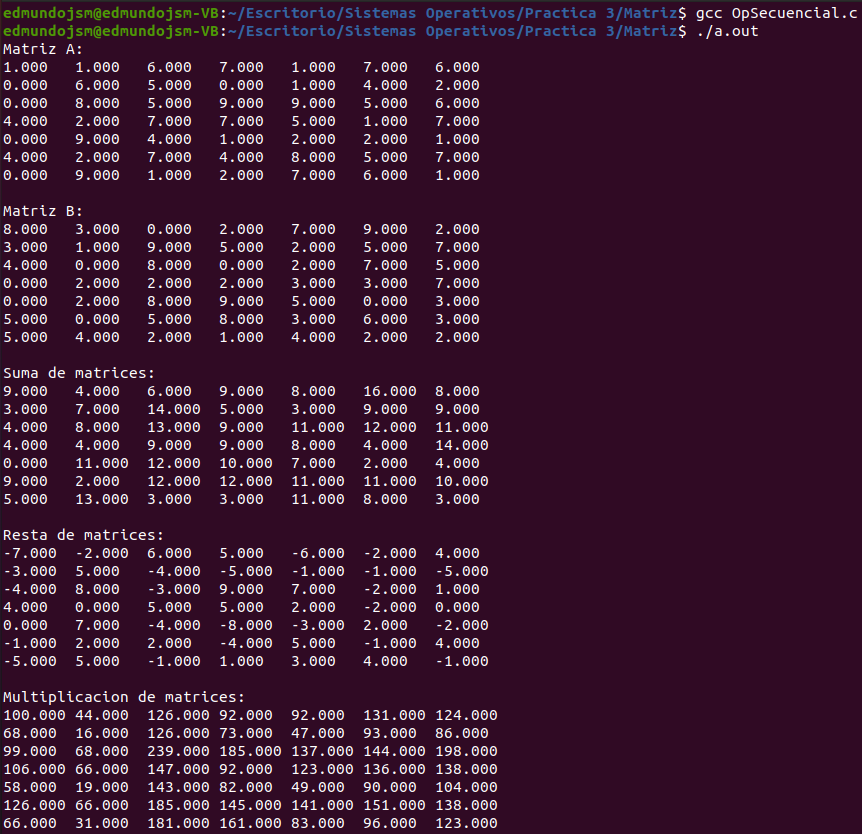 edmundojsm@edmundojsm-VB:~/Escritorio/Sistemas Operativos/Practica 3/Matriz$ gcc OpSecuencial.c
edmundojsm@edmundojsm-VB:~/Escritorio/Sistemas Operativos/Practica 3/Matriz$ ./a.out
Matriz A:
1.000 1.000 6.000 7.000 1.000 7.000 6.000
0.000 6.000 5.000 0.000 1.000 4.000 2.000
0.000 8.000 5.000 9.000 9.000 5.000 6.000
4.000 2.000 7.000 7.000 5.000 1.000 7.000
0.000 9.000 4.000 1.000 2.000 2.000 1.000
4.000 2.000 7.000 4.000 8.000 5.000 7.000
0.000 9.000 1.000 2.000 7.000 6.000 1.000
Matriz B:
8.000 3.000 0.000 2.000 7.000 9.000 2.000
3.000 1.000 9.000 5.000 2.000 5.000 7.000
4.000 0.000 8.000 0.000 2.000 7.000 5.000
0.000 2.000 2.000 2.000 3.000 3.000 7.000
0.000 2.000 8.000 9.000 5.000 0.000 3.000
5.000 0.000 5.000 8.000 3.000 6.000 3.000
5.000 4.000 2.000 1.000 4.000 2.000 2.000
Suma de matrices:
9.000 4.000 6.000 9.000 8.000 16.000 8.000
3.000 7.000 14.000 5.000 3.000 9.000 9.000
4.000 8.000 13.000 9.000 11.000 12.000 11.000
4.000 4.000 9.000 9.000 8.000 4.000 14.000
0.000 11.000 12.000 10.000 7.000 2.000 4.000
9.000 2.000 12.000 12.000 11.000 11.000 10.000
5.000 13.000 3.000 3.000 11.000 8.000 3.000
Resta de matrices:
-7.000 -2.000 6.000 5.000 -6.000 -2.000 4.000
-3.000 5.000 -4.000 -5.000 -1.000 -1.000 -5.000
-4.000 8.000 -3.000 9.000 7.000 -2.000 1.000
4.000 0.000 5.000 5.000 2.000 -2.000 0.000
0.000 7.000 -4.000 -8.000 -3.000 2.000 -2.000
-1.000 2.000 2.000 -4.000 5.000 -1.000 4.000
-5.000 5.000 -1.000 1.000 3.000 4.000 -1.000
Multiplicacion de matrices:
100.000 44.000 126.000 92.000 92.000 131.000 124.000
68.000 16.000 126.000 73.000 47.000 93.000 86.000
99.000 68.000 239.000 185.000 137.000 144.000 198.000
106.000 66.000 147.000 92.000 123.000 136.000 138.000
58.000 19.000 143.000 82.000 49.000 90.000 104.000
126.000 66.000 185.000 145.000 141.000 151.000 138.000
66.000 31.000 181.000 161.000 83.000 96.000 123.000